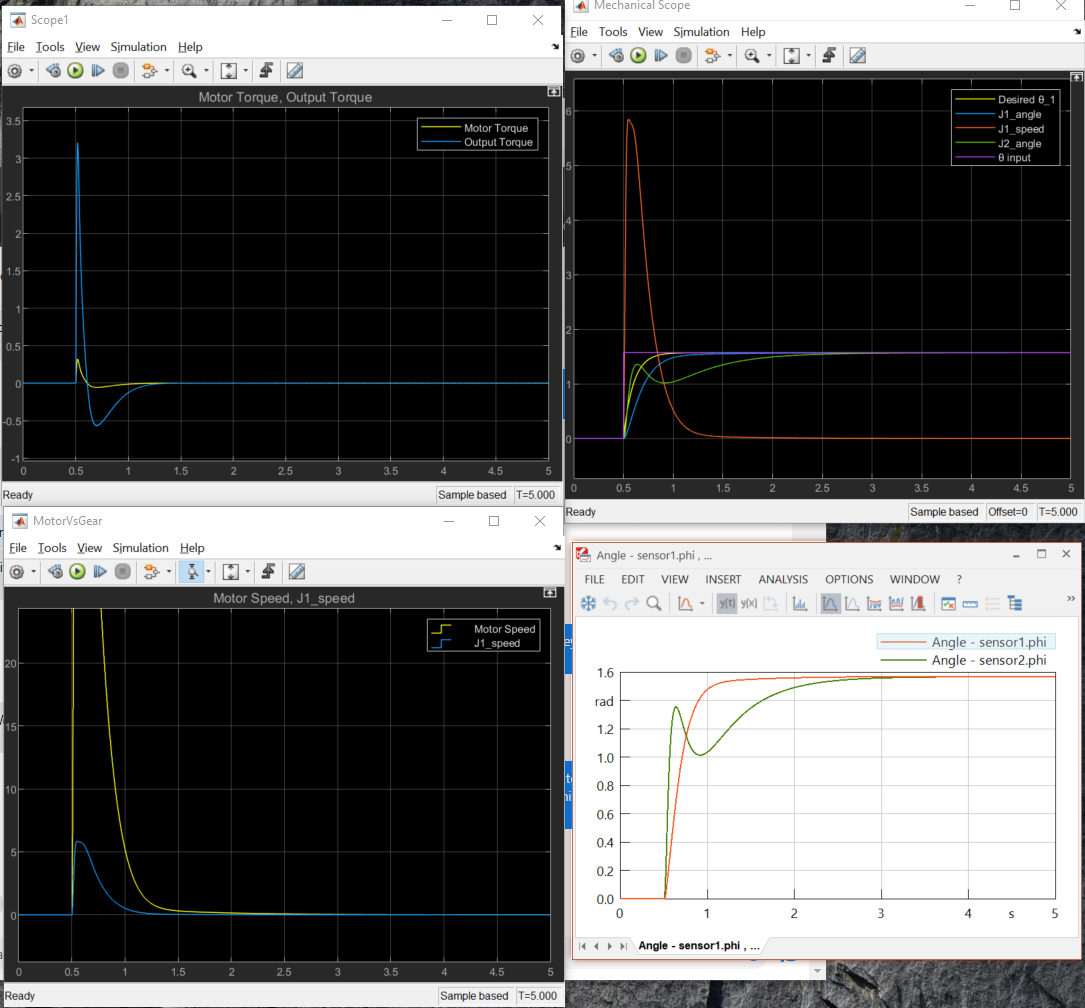 Scope1
File Tools View Simulation Help
Motor Torque, Output Torque
Motor Torque
Output Torque
3.5
3
2.5
2
1.5
1
0.5
0
-0.5
-1
0 0.5 1 1.5 2 2.5 3 3.5 4 4.5 5
Ready
Sample based T=5.000
Mechanical Scope
File Tools View Simulation Help
Desired θ_1
J1_angle
J1_speed
J2_angle
θ input
6
5
4
3
2
1
0
0 0.5 1 1.5 2 2.5 3 3.5 4 4.5 5
Ready
Sample based Offset=0 T=5.000
MotorVsGear
File Tools View Simulation Help
Motor Speed, J1_speed
Motor Speed
J1_speed
20
15
10
5
0
0 0.5 1 1.5 2 2.5 3 3.5 4 4.5 5
Ready
Sample based T=5.000
Angle - sensor1.phi , ...
FILE EDIT VIEW INSERT ANALYSIS OPTIONS WINDOW ?
y(t) y(x)
Angle - sensor1.phi
Angle - sensor2.phi
1.6
rad
1.2
1.0
0.8
0.6
0.4
0.2
0.0
0 1 2 3 4 s 5
Angle - sensor1.phi , ...